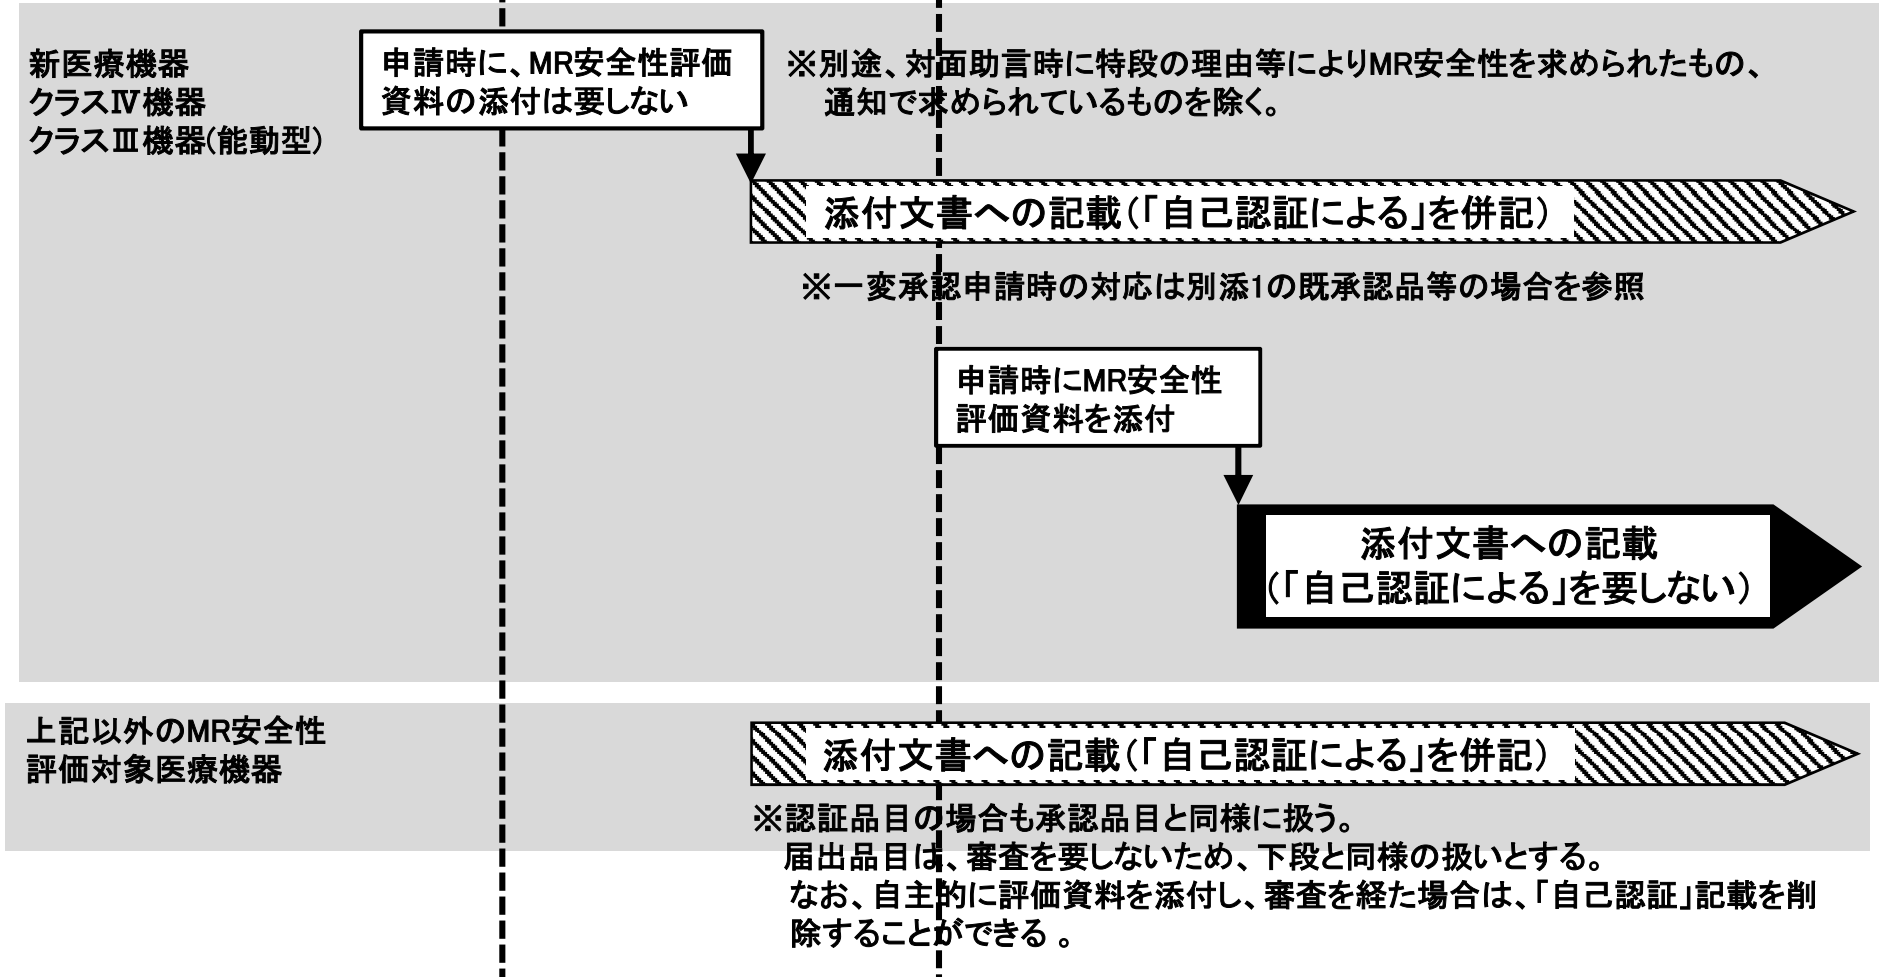 新医療機器
クラスⅣ機器
クラスⅢ機器(能動型)
申請時に、MR安全性評価
資料の添付は要しない
※別途、対面助言時に特段の理由等によりMR安全性を求められたもの、
通知で求められているものを除く。
添付文書への記載(「自己認証による」を併記)
※一変承認申請時の対応は別添1の既承認品等の場合を参照
申請時にMR安全性
評価資料を添付
添付文書への記載
(「自己認証による」を要しない)
上記以外のMR安全性
評価対象医療機器
添付文書への記載(「自己認証による」を併記)
※認証品目の場合も承認品目と同様に扱う。
届出品目は、審査を要しないため、下段と同様の扱いとする。
なお、自主的に評価資料を添付し、審査を経た場合は、「自己認証」記載を削
除することができる 。